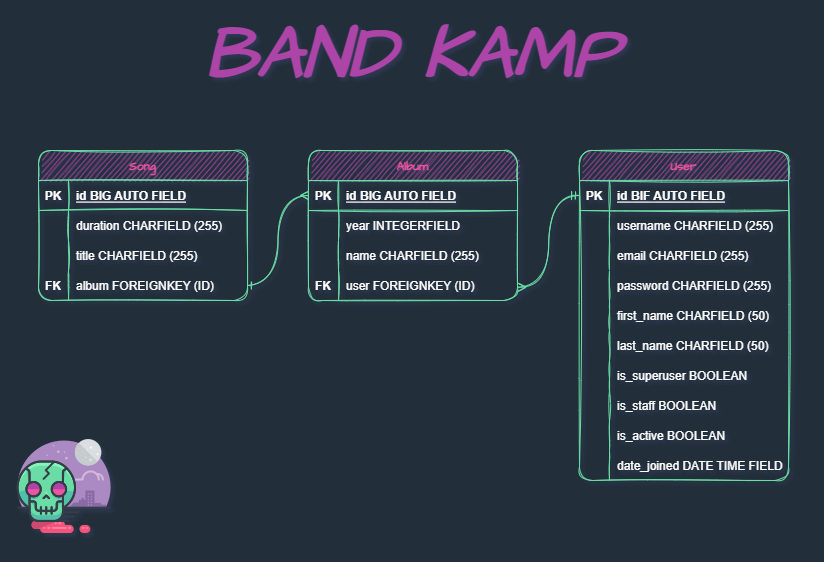 BAND KAMP
Song
PK id BIG AUTO FIELD
duration CHARFIELD (255)
title CHARFIELD (255)
FK album FOREIGNKEY (ID)
Album
PK id BIG AUTO FIELD
year INTEGERFIELD
name CHARFIELD (255)
FK user FOREIGNKEY (ID)
User
PK id BIF AUTO FIELD
username CHARFIELD (255)
email CHARFIELD (255)
password CHARFIELD (255)
first_name CHARFIELD (50)
last_name CHARFIELD (50)
is_superuser BOOLEAN
is_staff BOOLEAN
is_active BOOLEAN
date_joined DATE TIME FIELD